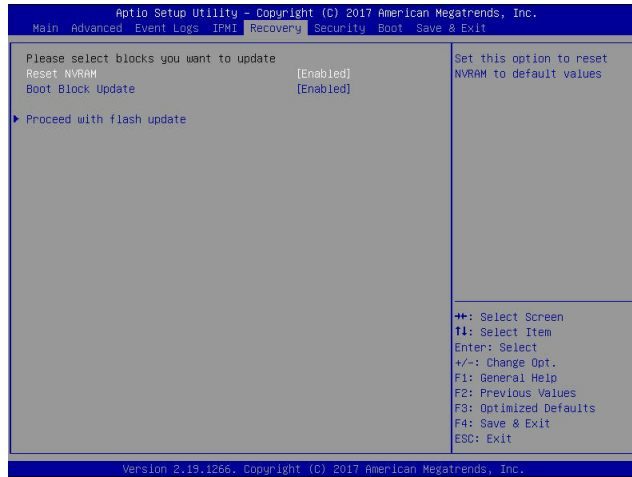 Aptio Setup Utility – Copyright (C) 2017 American Megatrends, Inc.
Main Advanced Event Logs IPMI Recovery Security Boot Save & Exit
Please select blocks you want to update
Reset NVRAM [Enabled]
Boot Block Update [Enabled]
Proceed with flash update
Set this option to reset
NVRAM to default values
: Select Screen
↑↓: Select Item
Enter: Select
+/-: Change Opt.
F1: General Help
F2: Previous Values
F3: Optimized Defaults
F4: Save & Exit
ESC: Exit
Version 2.19.1266. Copyright (C) 2017 American Megatrends, Inc.